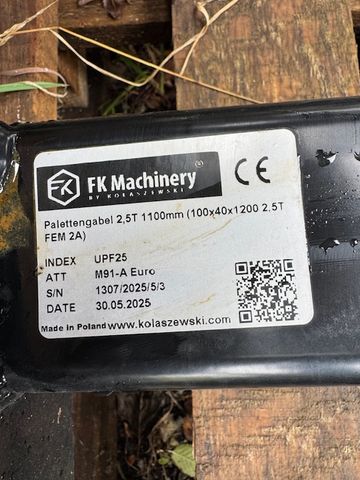 FK Machinery®
BY KOLASZEWSKI
CE
Palettengabel 2,5T 1100mm (100x40x1200 2.5T
FEM 2A)
INDEX UPF25
ATT M91-A Euro
S/N 1307/2025/5/3
DATE 30.05.2025
Made in Poland www.kolaszewski.com